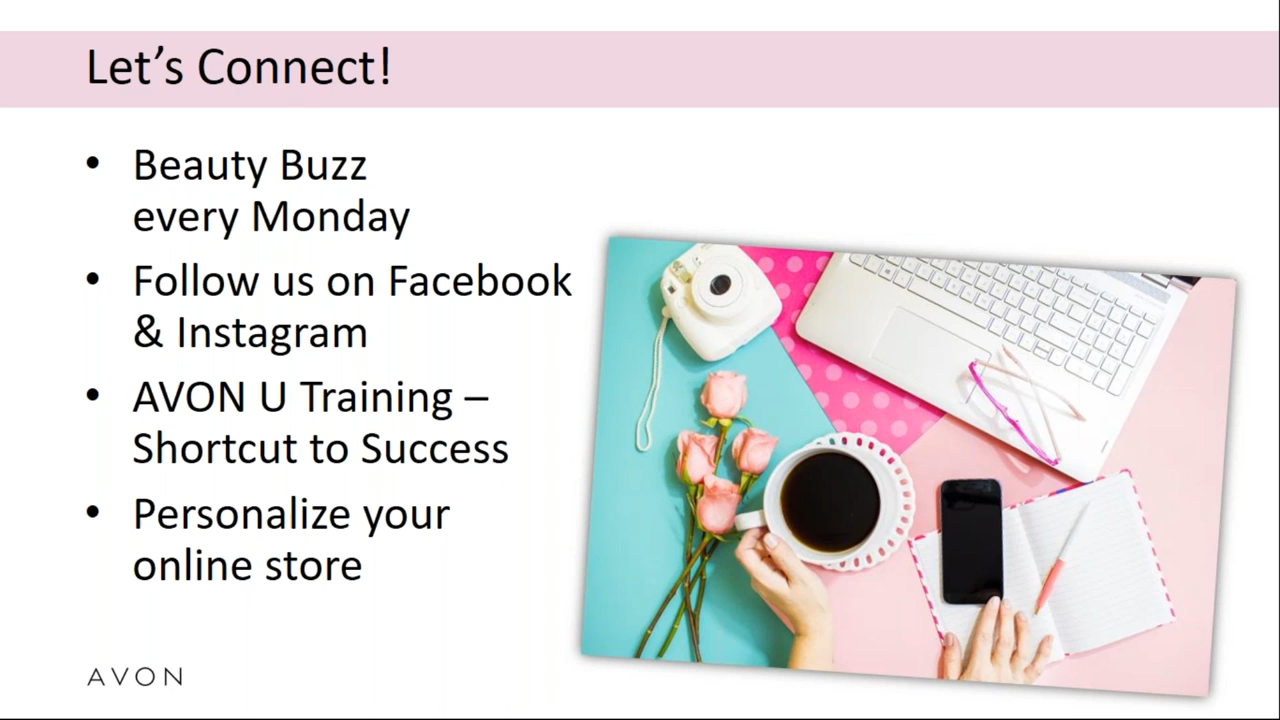 Let’s Connect!
• Beauty Buzz
every Monday
• Follow us on Facebook
& Instagram
• AVON U Training –
Shortcut to Success
• Personalize your
online store
AVON